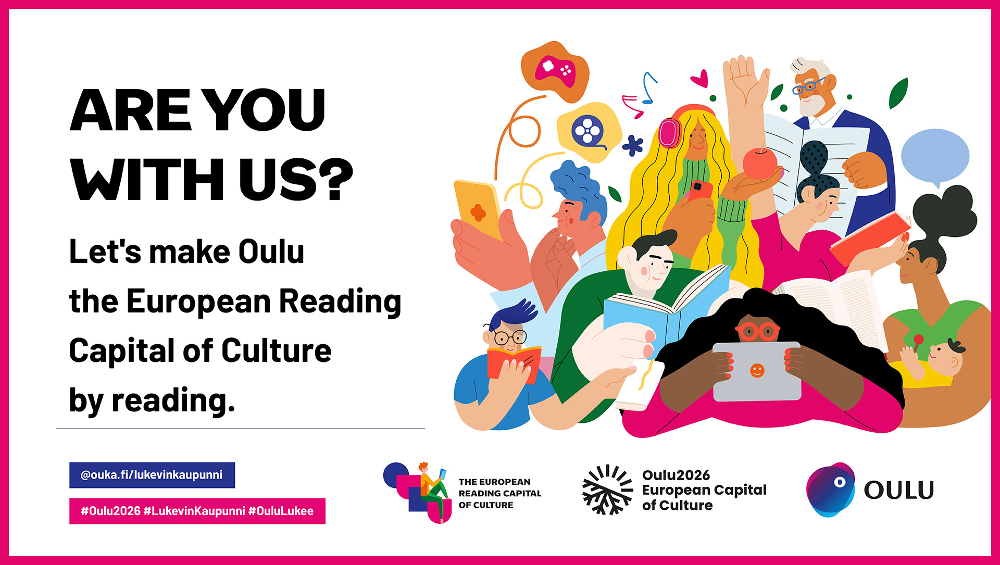 ARE YOU
WITH US?
Let's make Oulu
the European Reading
Capital of Culture
by reading.
@ouka.fi/lukevinkaupunni
#Oulu2026 #LukevinKaupunni #OuluLukee
THE EUROPEAN
READING CAPITAL
OF CULTURE
Oulu2026
European Capital
of Culture
OULU